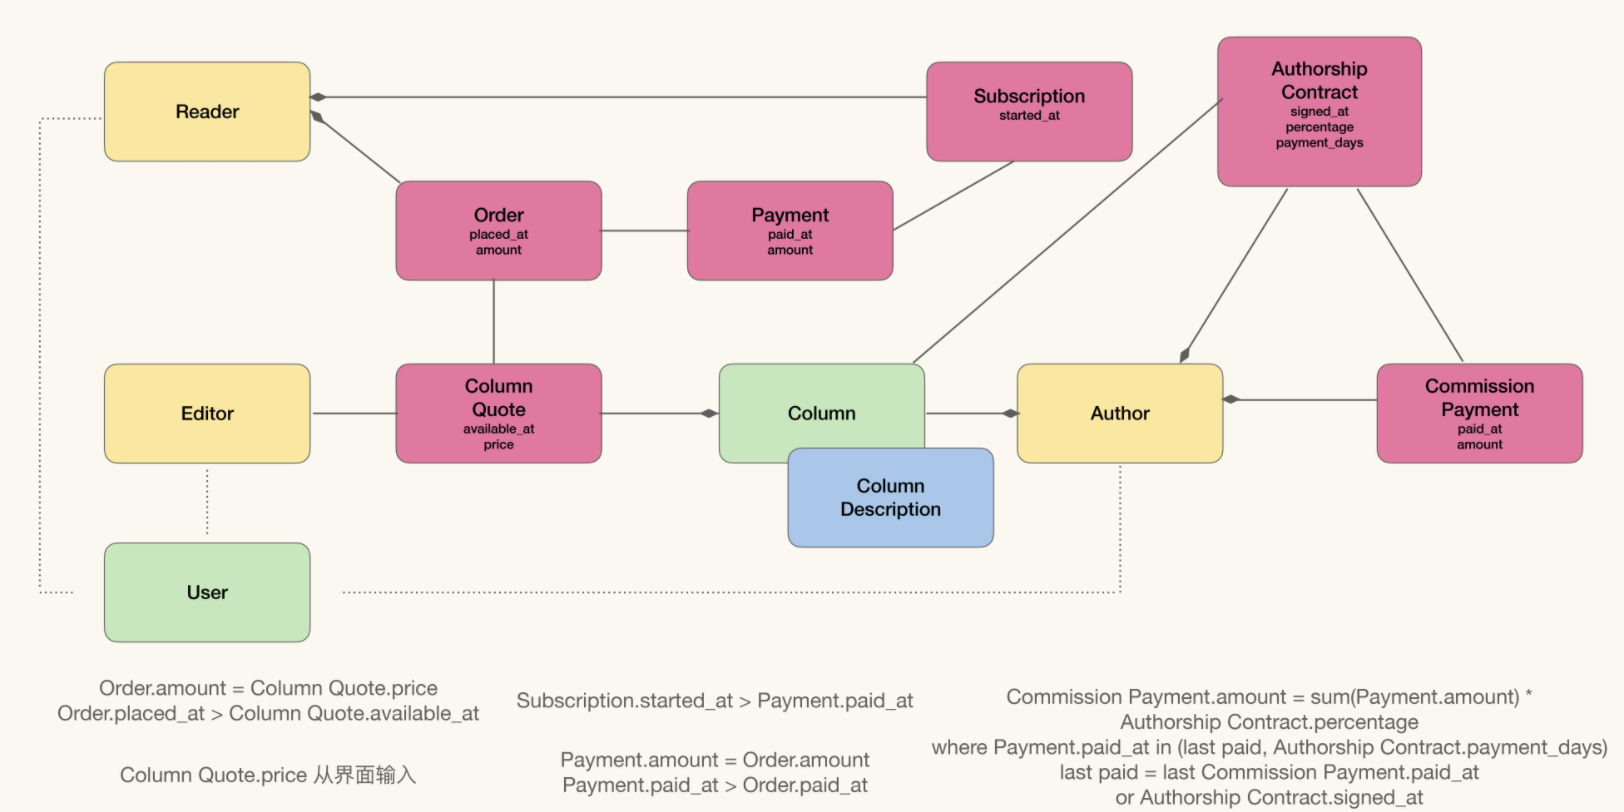 Reader
Subscription
started_at
Authorship
Contract
signed_at
percentage
payment_days
Order
placed_at
amount
Payment
paid_at
amount
Editor
Column
Quote
available_at
price
Column
Author
Commission
Payment
paid_at
amount
Column
Description
User
Order.amount = Column Quote.price
Order.placed_at > Column Quote.available_at
Column Quote.price 从界面输入
Subscription.started_at > Payment.paid_at
Payment.amount = Order.amount
Payment.paid_at > Order.paid_at
Commission Payment.amount = sum(Payment.amount) *
Authorship Contract.percentage
where Payment.paid_at in (last paid, Authorship Contract.payment_days)
last paid = last Commission Payment.paid_at
or Authorship Contract.signed_at